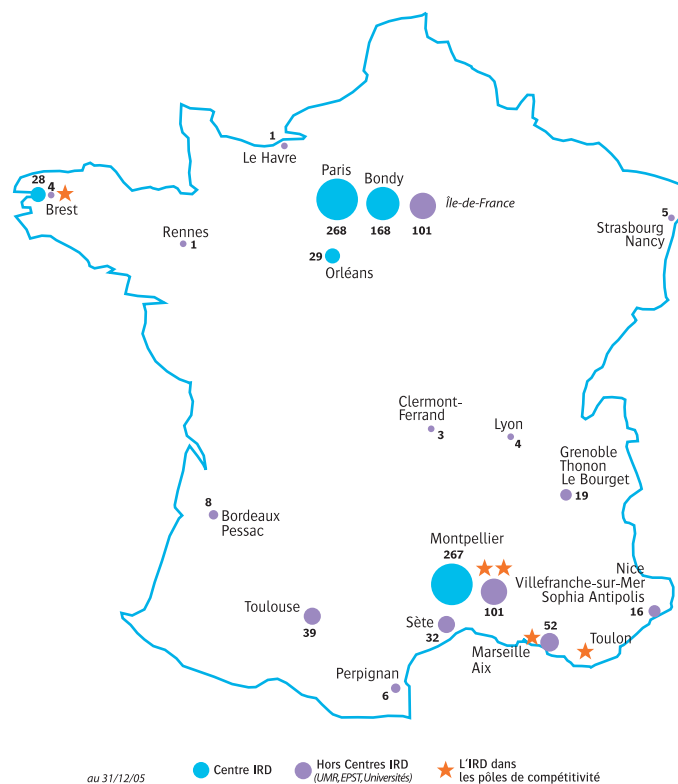 1
Le Havre
Paris
Bondy
Île-de-France
268
168
101
28
4
Brest
Rennes
1
5
Strasbourg
Nancy
29
Orléans
Clermont-
Ferrand
3
Lyon
4
Grenoble
Thonon
Le Bourget
19
8
Bordeaux
Pessac
Montpellier
267
101
Nice
Villefranche-sur-Mer
Sophia Antipolis
16
Toulouse
39
Sète
32
52
Marseille
Aix
Toulon
Perpignan
6
au 31/12/05
Centre IRD
Hors Centres IRD
(UMR,EPST,Universités)
L'IRD dans
les pôles de compétitivité